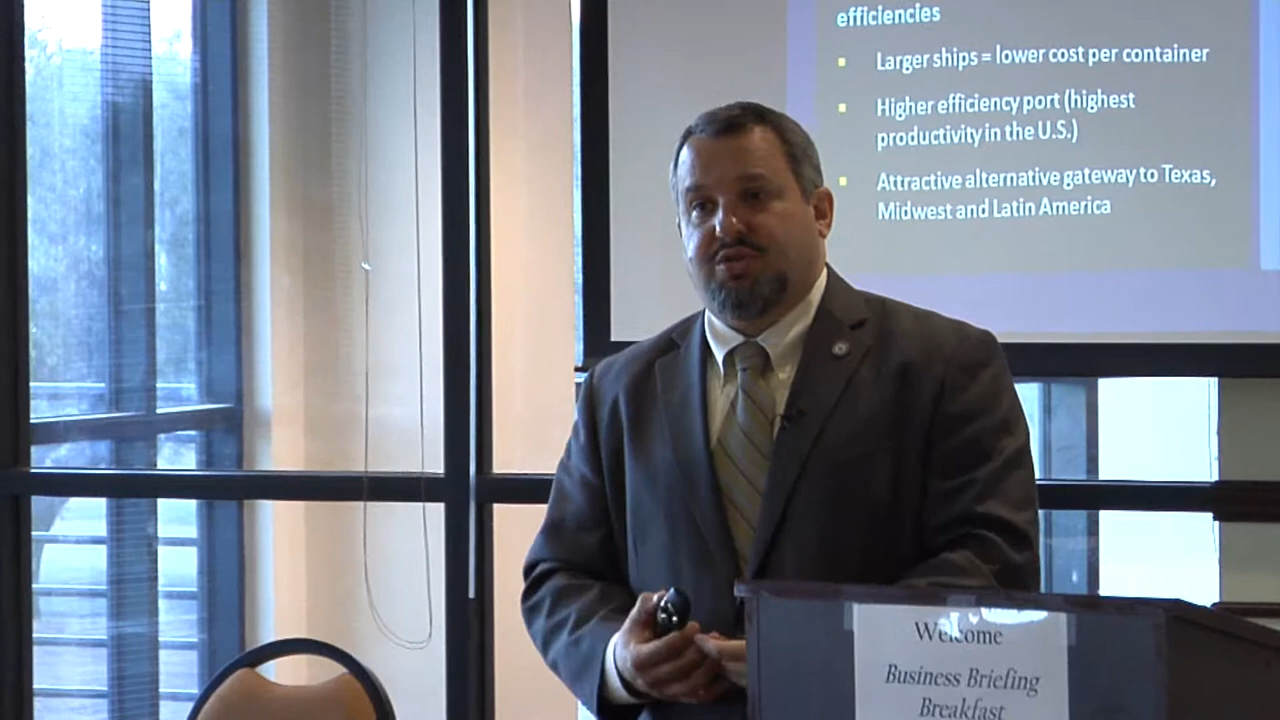 efficiencies
Larger ships = lower cost per container
Higher efficiency port (highest
productivity in the U.S.)
Attractive alternative gateway to Texas,
Midwest and Latin America
Welcome
Business Briefing
Breakfast